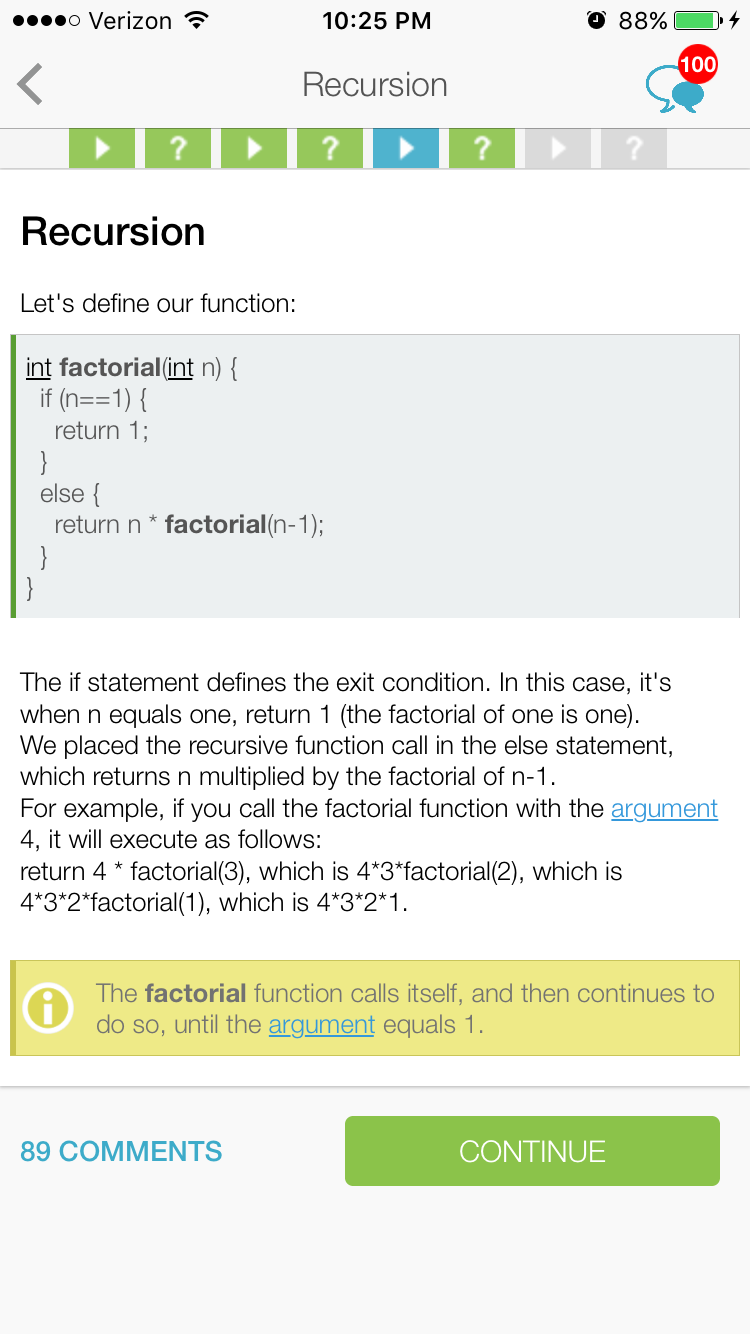 Verizon 10:25 PM 88%
Recursion 100
? ? ? ?
Recursion
Let's define our function:
int factorial(int n) {
if (n==1) {
return 1;
}
else {
return n * factorial(n-1);
}
}
The if statement defines the exit condition. In this case, it's
when n equals one, return 1 (the factorial of one is one).
We placed the recursive function call in the else statement,
which returns n multiplied by the factorial of n-1.
For example, if you call the factorial function with the argument
4, it will execute as follows:
return 4 * factorial(3), which is 4*3*factorial(2), which is
4*3*2*factorial(1), which is 4*3*2*1.
The factorial function calls itself, and then continues to
do so, until the argument equals 1.
89 COMMENTS CONTINUE